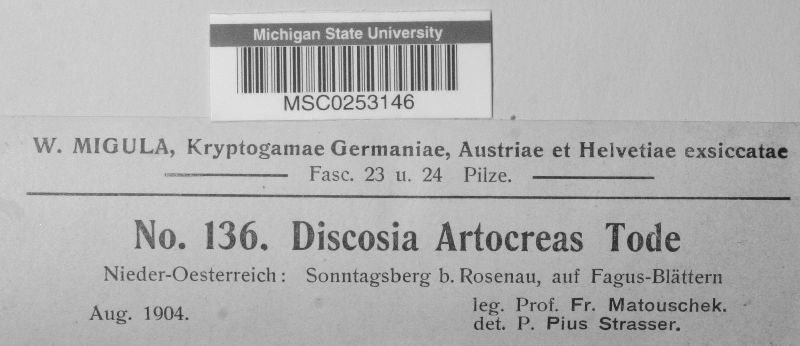 Michigan State University
MSC0253146
W. MIGULA, Kryptogamae Germaniae, Austriae et Helvetiae exsiccatae
Fasc. 23 u. 24 Pilze.
No. 136. Discosia Artocreas Tode
Nieder-Oesterreich: Sonntagsberg b. Rosenau, auf Fagus-Blättern
Aug. 1904.
leg. Prof. Fr. Matouschek.
det. P. Pius Strasser.